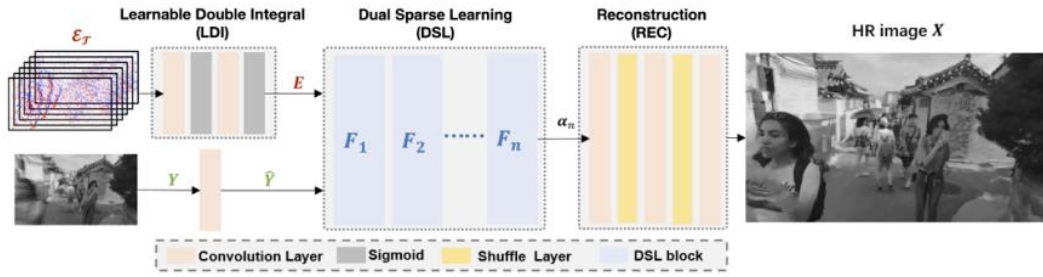 Learnable Double Integral
(LDI)
Dual Sparse Learning
(DSL)
Reconstruction
(REC)
HR image X
ℰ_𝒯
E
F₁ F₂ ······ Fₙ
αₙ
Y
Ŷ
Convolution Layer Sigmoid Shuffle Layer DSL block